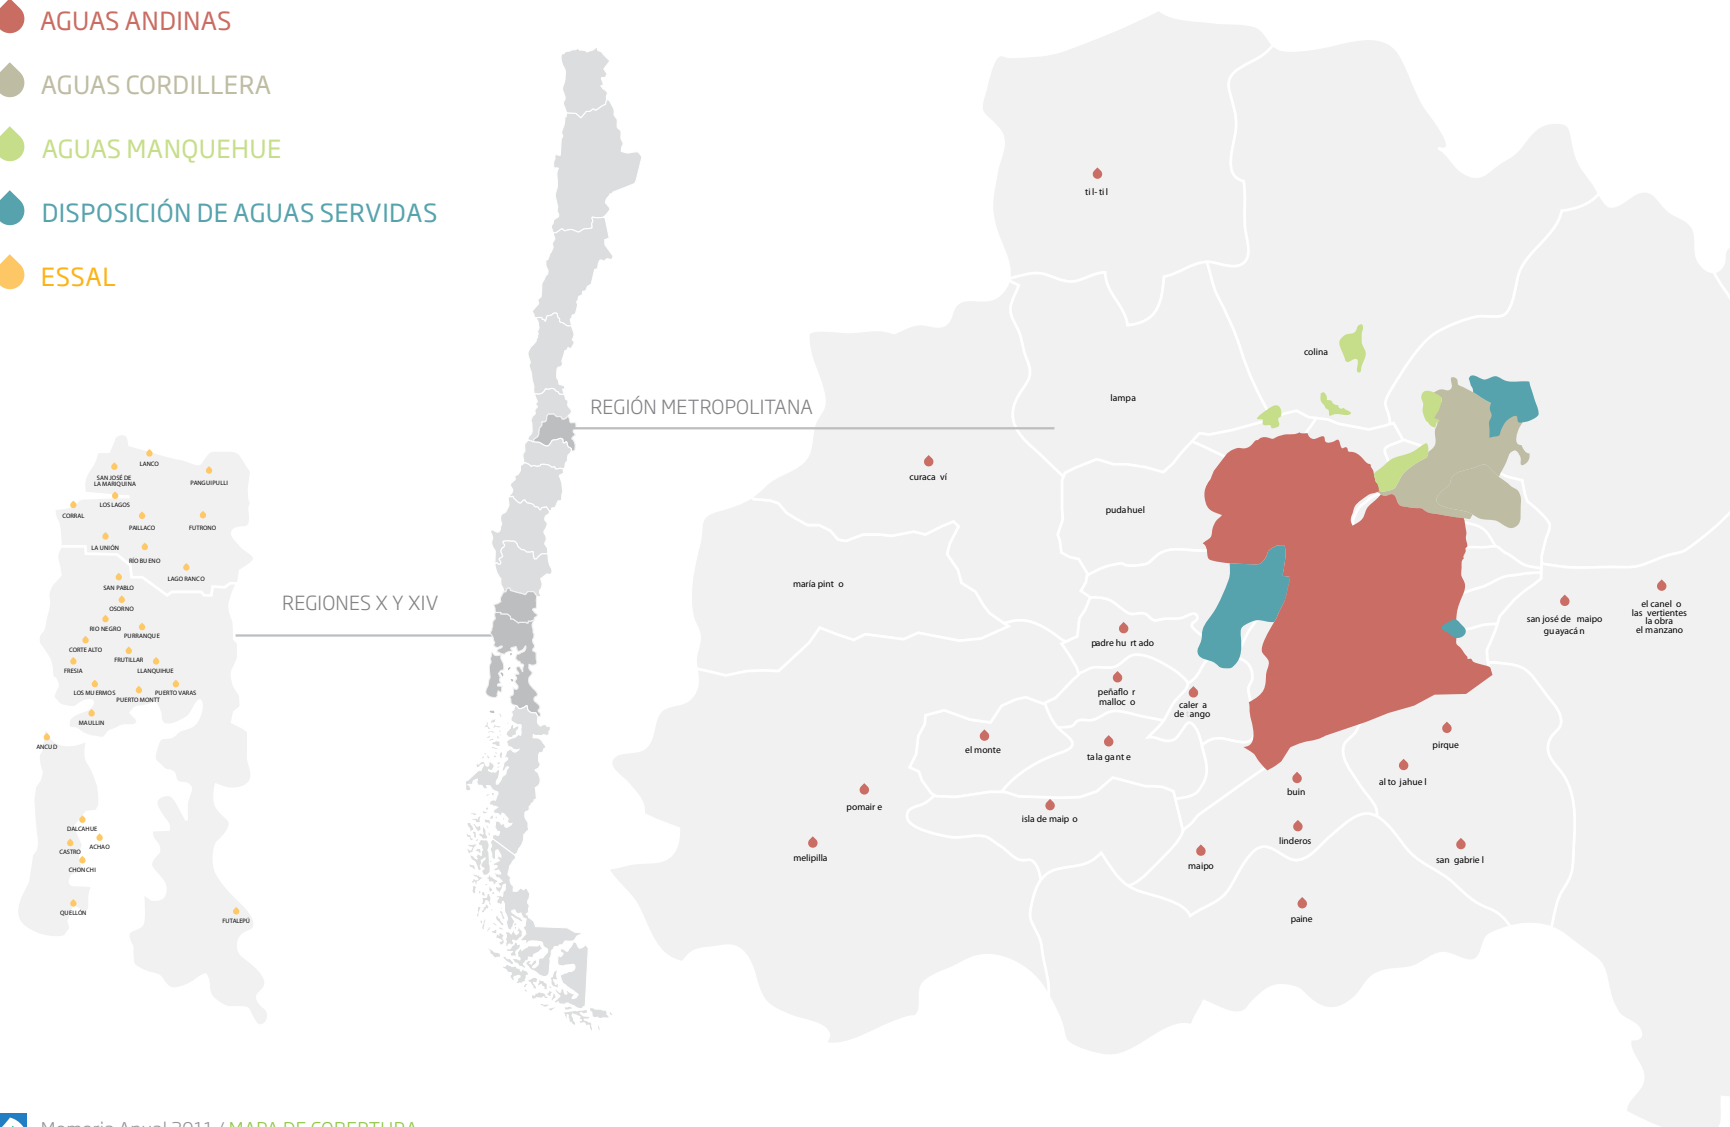 AGUAS ANDINAS
AGUAS CORDILLERA
AGUAS MANQUEHUE
DISPOSICIÓN DE AGUAS SERVIDAS
ESSAL
REGIÓN METROPOLITANA
REGIONES X Y XIV
LANCO
SAN JOSÉ DE
LA MARIQUINA
PANGUIPULLI
LOS LAGOS
CORRAL
PAILLACO
FUTRONO
LA UNIÓN
RÍO BUENO
LAGO RANCO
SAN PABLO
OSORNO
RIO NEGRO
PURRANQUE
CORTE ALTO
FRUTILLAR
FRESIA
LLANQUIHUE
LOS MUERMOS
PUERTO MONTT
PUERTO VARAS
MAULLIN
ANCUD
DALCAHUE
ACHAO
CASTRO
CHONCHI
QUELLÓN
FUTALEPÚ
til-til
colina
lampa
curaca ví
pudahuel
maría pint o
padre hu rt ado
peñaflo r
malloc o
caler a
de ango
el monte
tala gant e
isla de maip o
pomair e
melipilla
maipo
buin
linderos
paine
pirque
al to jahue l
san gabrie l
san josé de maipo
guayacá n
el canel o
las vertientes
la obra
el manzano
Memoria Anual 2011 / MAPA DE COBERTURA